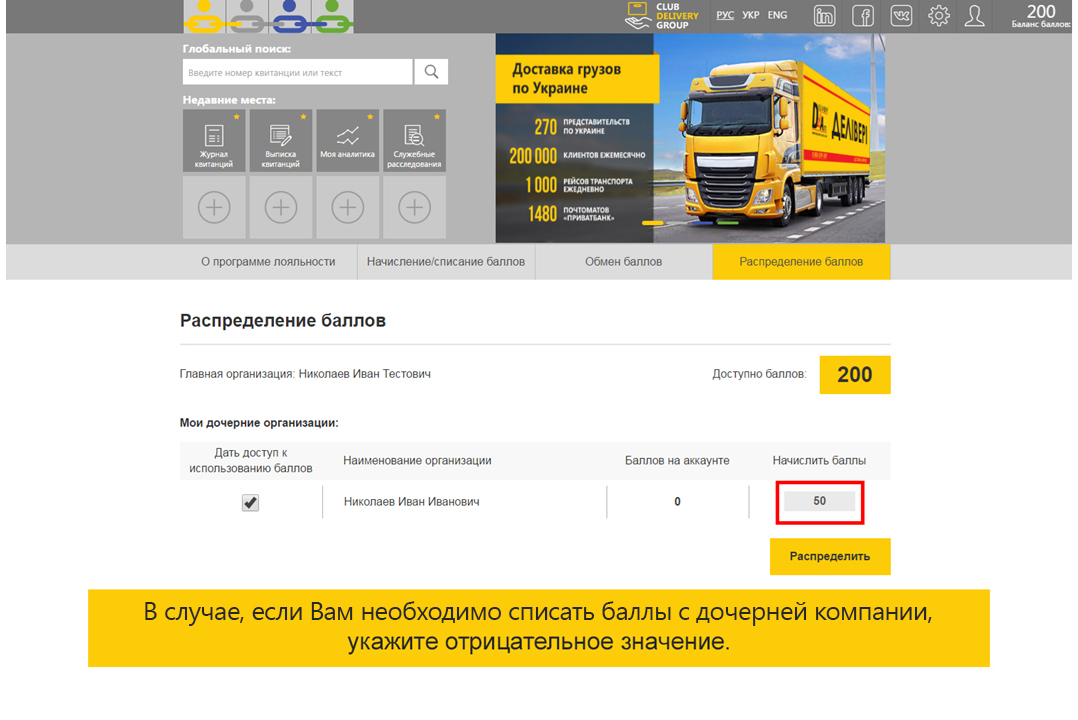 CLUB
DELIVERY
GROUP
РУС УКР ENG
200
Баланс баллов:
Глобальный поиск:
Введите номер квитанции или текст
Недавние места:
Журнал
квитанций
Выписка
квитанций
Моя аналитика
Служебные
расследования
Доставка грузов
по Украине
270 ПРЕДСТАВИТЕЛЬСТВ
ПО УКРАИНЕ
200 000 КЛИЕНТОВ ЕЖЕМЕСЯЧНО
1 000 РЕЙСОВ ТРАНСПОРТА
ЕЖЕДНЕВНО
1480 ПОЧТОМАТОВ
«ПРИВАТБАНК»
ДЕЛІВЕРІ
О программе лояльности
Начисление/списание баллов
Обмен баллов
Распределение баллов
Распределение баллов
Главная организация: Николаев Иван Тестович
Доступно баллов: 200
Мои дочерние организации:
Дать доступ к
использованию баллов
Наименование организации
Баллов на аккаунте
Начислить баллы
Николаев Иван Иванович
0
50
Распределить
В случае, если Вам необходимо списать баллы с дочерней компании,
укажите отрицательное значение.